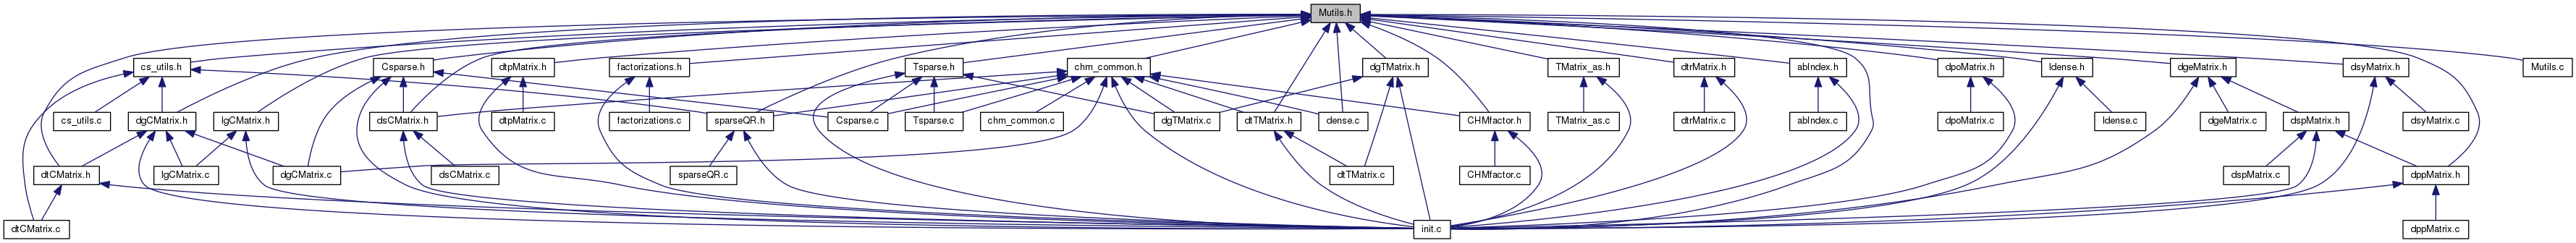 Mutils.h
cs_utils.h
Csparse.h
dtpMatrix.h
factorizations.h
Tsparse.h
chm_common.h
dgTMatrix.h
TMatrix_as.h
dtrMatrix.h
abIndex.h
dpoMatrix.h
ldense.h
dgeMatrix.h
dsyMatrix.h
Mutils.c
cs_utils.c
dgCMatrix.h
lgCMatrix.h
dsCMatrix.h
dtpMatrix.c
factorizations.c
sparseQR.h
Csparse.c
Tsparse.c
chm_common.c
dgTMatrix.c
dtTMatrix.h
dense.c
CHMfactor.h
TMatrix_as.c
dtrMatrix.c
abIndex.c
dpoMatrix.c
ldense.c
dgeMatrix.c
dspMatrix.h
dsyMatrix.c
dtCMatrix.h
lgCMatrix.c
dgCMatrix.c
dsCMatrix.c
sparseQR.c
dtTMatrix.c
CHMfactor.c
dspMatrix.c
dppMatrix.h
dtCMatrix.c
init.c
dppMatrix.c